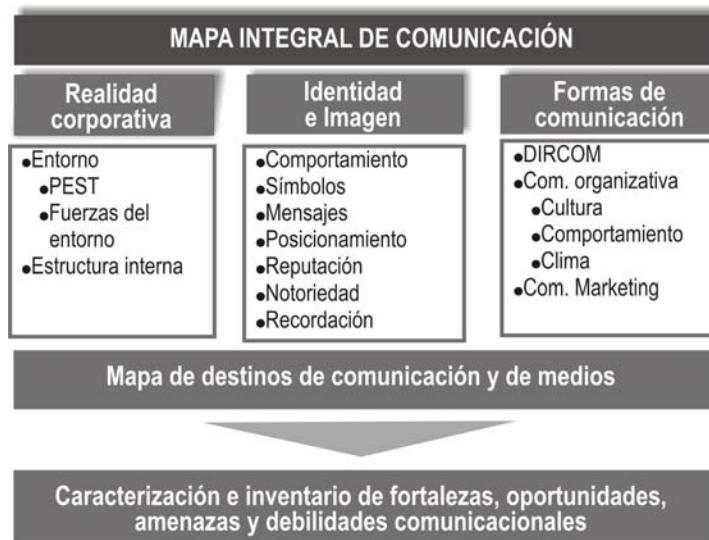 MAPA INTEGRAL DE COMUNICACIÓN
Realidad
corporativa
●Entorno
●PEST
●Fuerzas del
entorno
●Estructura interna
Identidad
e Imagen
●Comportamiento
●Símbolos
●Mensajes
●Posicionamiento
●Reputación
●Notoriedad
●Recordación
Formas de
comunicación
●DIRCOM
●Com. organizativa
●Cultura
●Comportamiento
●Clima
●Com. Marketing
Mapa de destinos de comunicación y de medios
Caracterización e inventario de fortalezas, oportunidades,
amenazas y debilidades comunicacionales